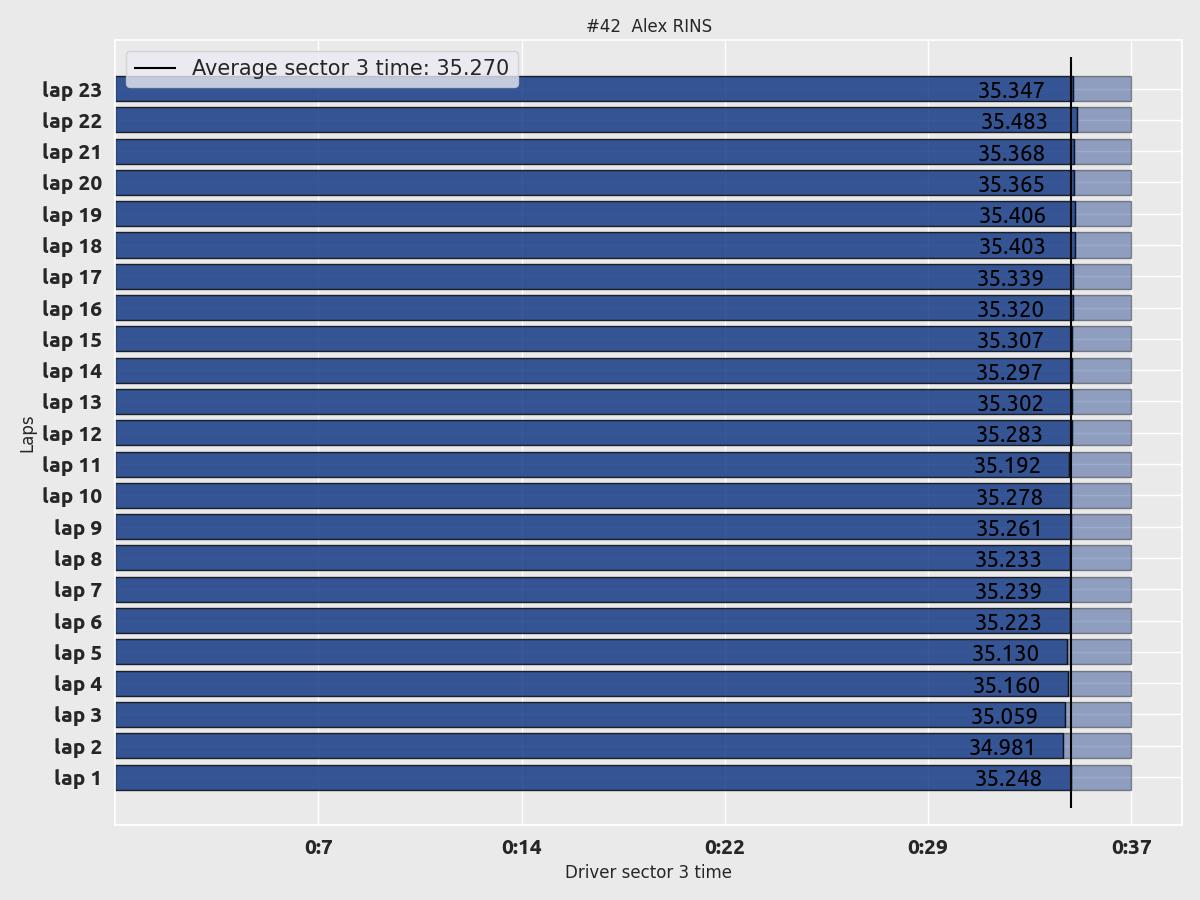 #42 Alex RINS
Average sector 3 time: 35.270
lap 23 35.347
lap 22 35.483
lap 21 35.368
lap 20 35.365
lap 19 35.406
lap 18 35.403
lap 17 35.339
lap 16 35.320
lap 15 35.307
lap 14 35.297
lap 13 35.302
lap 12 35.283
lap 11 35.192
lap 10 35.278
lap 9 35.261
lap 8 35.233
lap 7 35.239
lap 6 35.223
lap 5 35.130
lap 4 35.160
lap 3 35.059
lap 2 34.981
lap 1 35.248
Laps
0:7 0:14 0:22 0:29 0:37
Driver sector 3 time